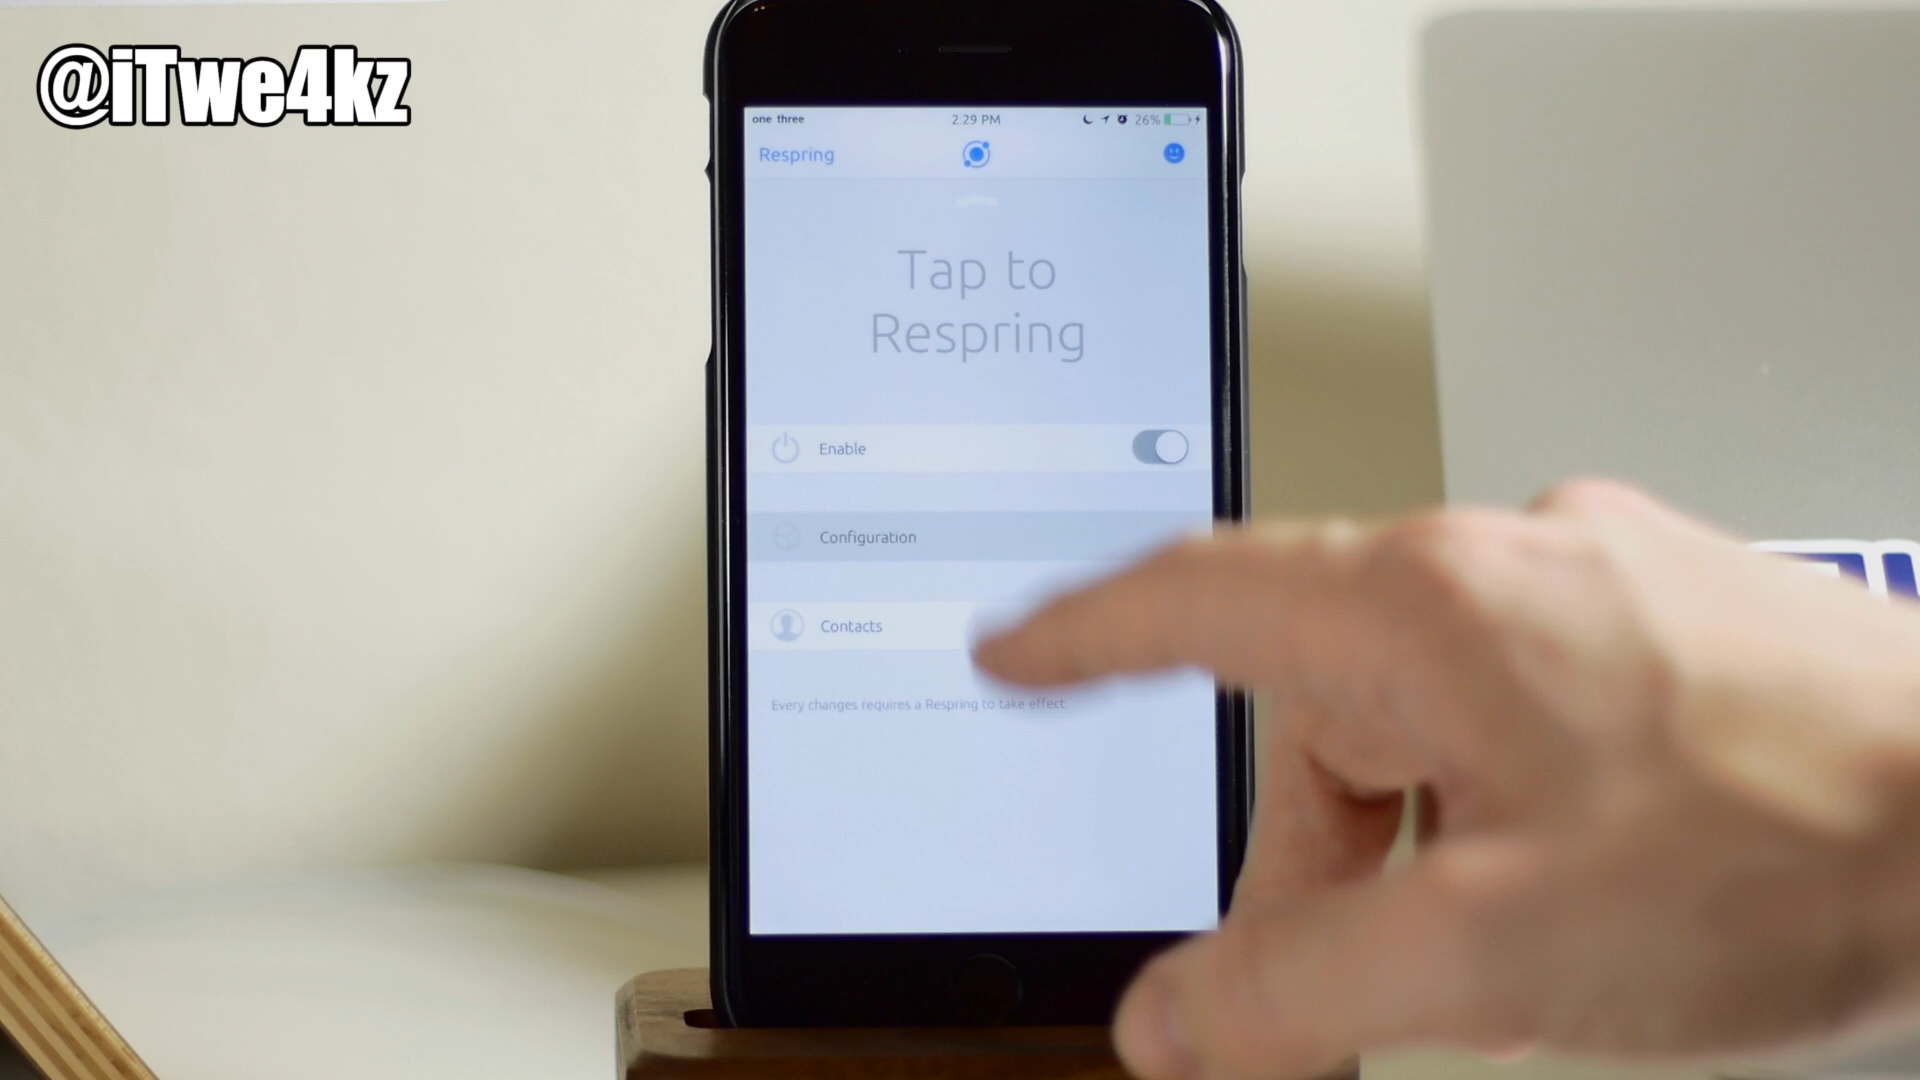 @iTwe4kz
one three 2:29 PM 26%
Respring
Tap to
Respring
Enable
Configuration
Contacts
Every changes requires a Respring to take effect.